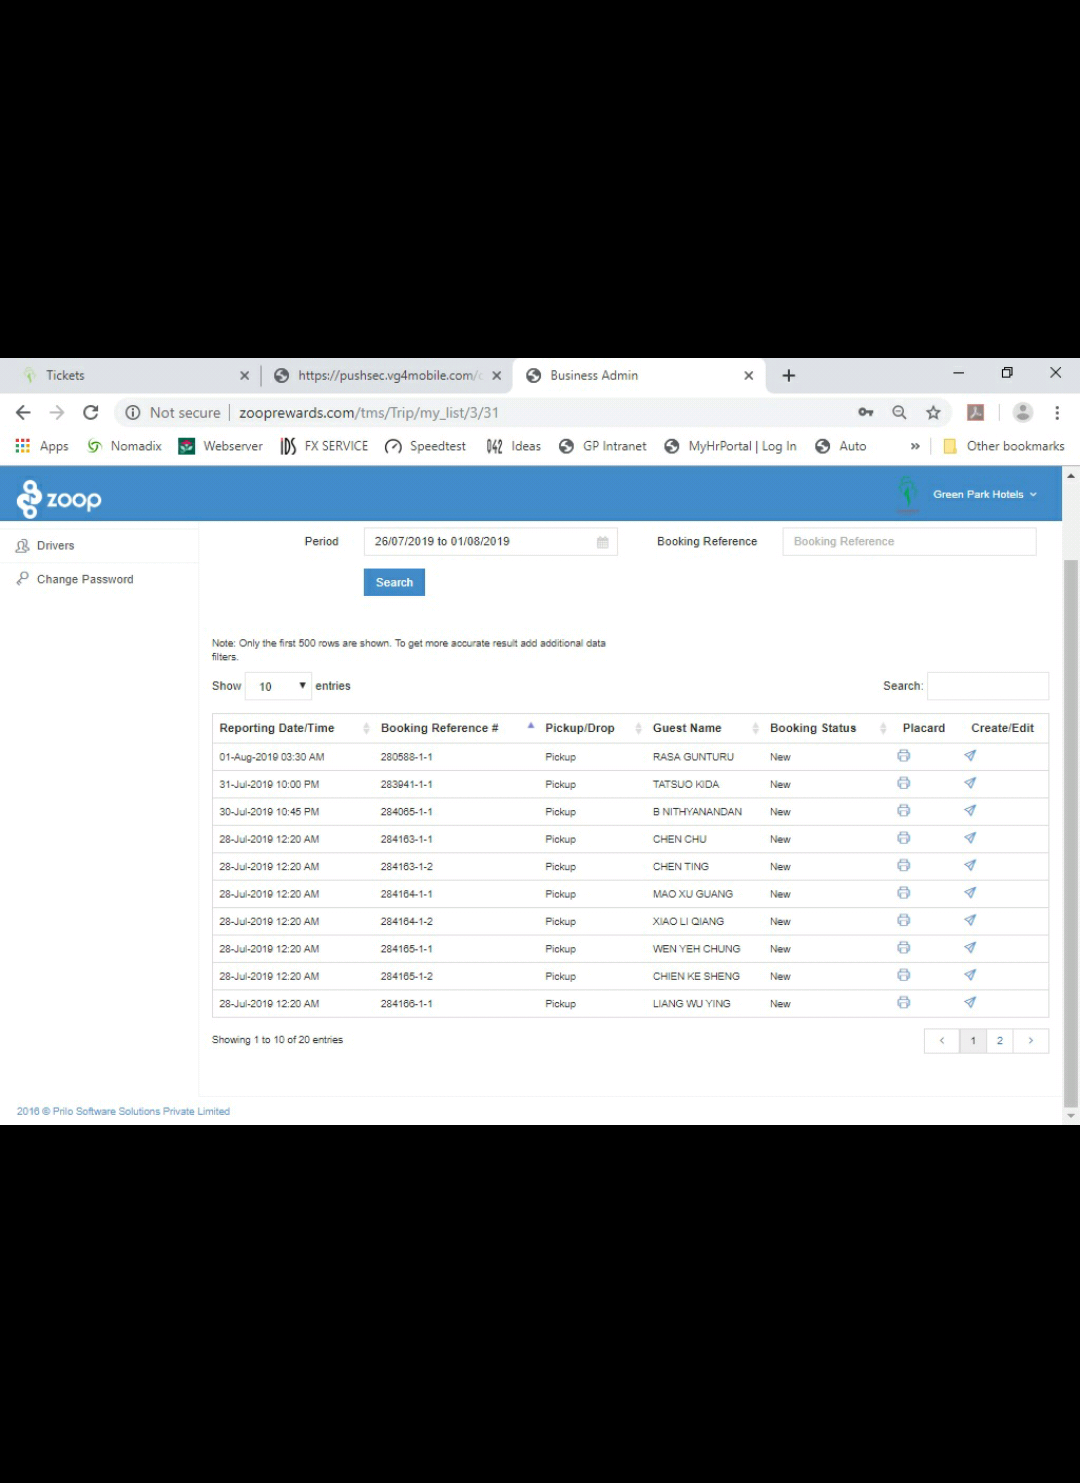 Tickets https://pushsec.vg4mobile.com/ Business Admin
Not secure zooprewards.com/tms/Trip/my_list/3/31
Apps Nomadix Webserver IDS FX SERVICE Speedtest Ideas GP Intranet MyHrPortal | Log In Auto » Other bookmarks
zoop Green Park Hotels
Drivers Period 26/07/2019 to 01/08/2019 Booking Reference Booking Reference
Change Password Search
Note: Only the first 500 rows are shown. To get more accurate result add additional data
filters.
Show 10 entries Search:
Reporting Date/Time Booking Reference # Pickup/Drop Guest Name Booking Status Placard Create/Edit
01-Aug-2019 03:30 AM 280588-1-1 Pickup RASA GUNTURU New
31-Jul-2019 10:00 PM 283941-1-1 Pickup TATSUO KIDA New
30-Jul-2019 10:45 PM 284065-1-1 Pickup B NITHYANANDAN New
28-Jul-2019 12:20 AM 284163-1-1 Pickup CHEN CHU New
28-Jul-2019 12:20 AM 284163-1-2 Pickup CHEN TING New
28-Jul-2019 12:20 AM 284164-1-1 Pickup MAO XU GUANG New
28-Jul-2019 12:20 AM 284164-1-2 Pickup XIAO LI QIANG New
28-Jul-2019 12:20 AM 284165-1-1 Pickup WEN YEH CHUNG New
28-Jul-2019 12:20 AM 284165-1-2 Pickup CHIEN KE SHENG New
28-Jul-2019 12:20 AM 284166-1-1 Pickup LIANG WU YING New
Showing 1 to 10 of 20 entries < 1 2 >
2016 © Prilo Software Solutions Private Limited